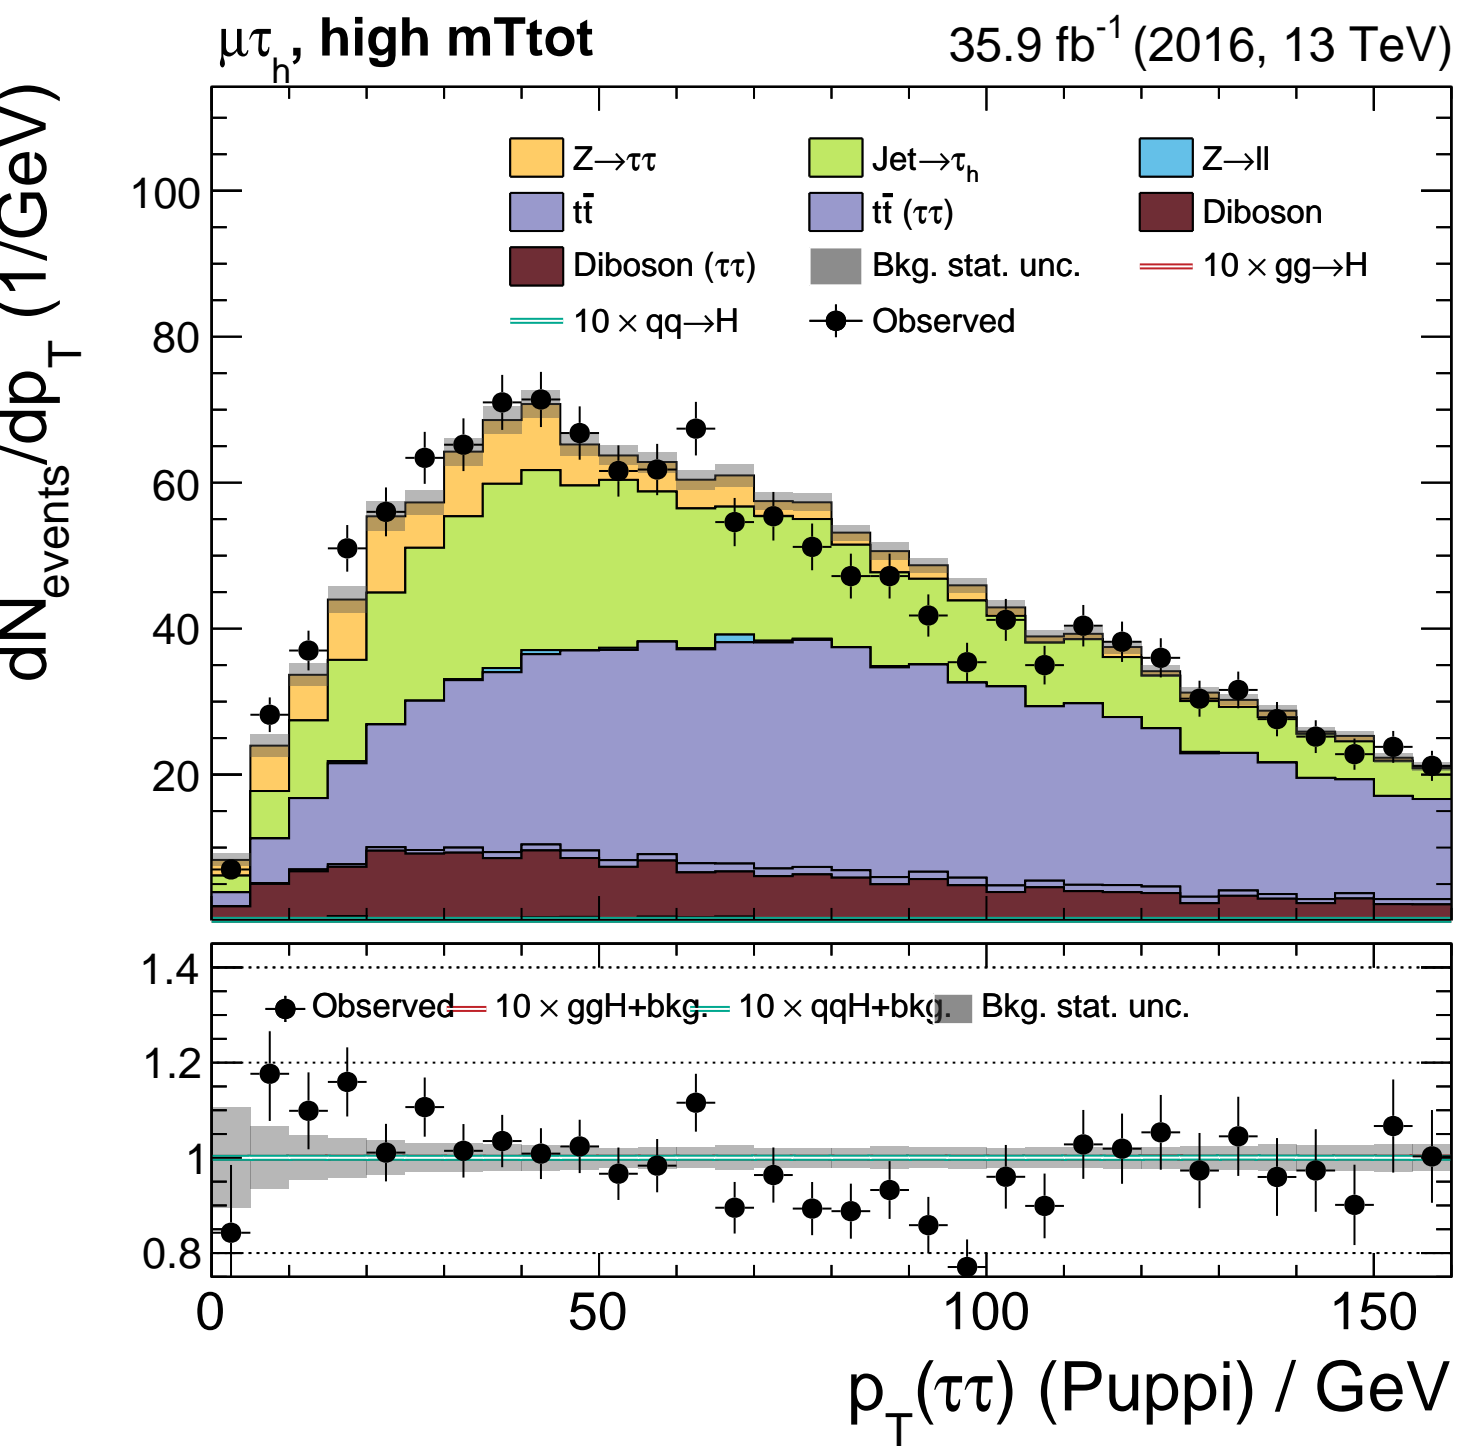 μτh, high mTtot 35.9 fb-1 (2016, 13 TeV)
dNevents/dpT (1/GeV)
Z→ττ Jet→τh Z→ll
tt̄ tt̄ (ττ) Diboson
Diboson (ττ) Bkg. stat. unc. 10 × gg→H
10 × qq→H Observed
100
80
60
40
20
1.4
Observed 10 × ggH+bkg. 10 × qqH+bkg. Bkg. stat. unc.
1.2
1
0.8
0 50 100 150
pT(ττ) (Puppi) / GeV